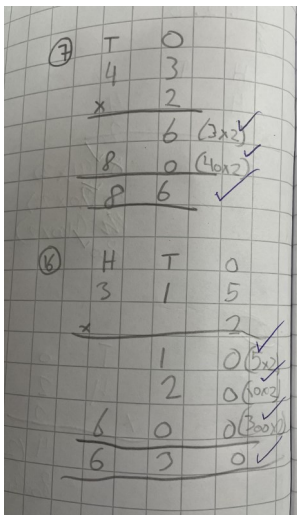 7 T O
4 3
x 2
6 (3x2)
8 0 (40x2)
8 6
H T O
3 1 5
x 2
1 0 (5x2)
2 0 (10x2)
6 0 0 (300x2)
6 3 0